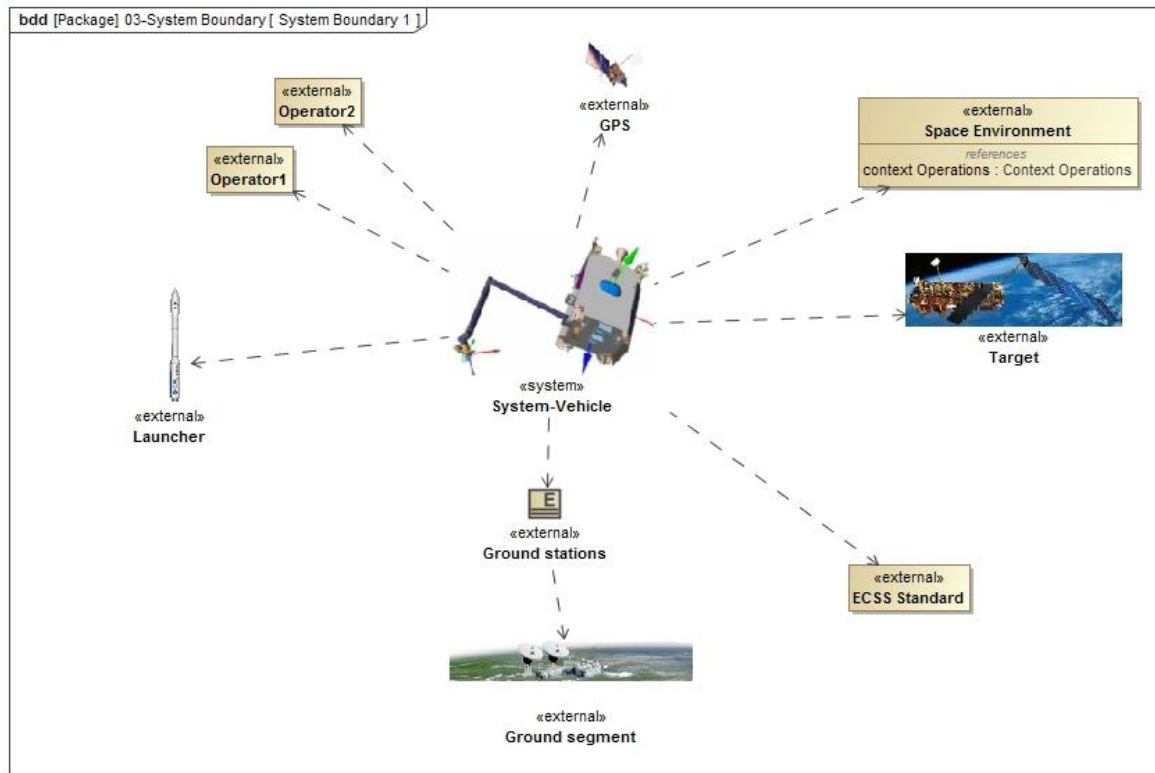 bdd [Package] 03-System Boundary [ System Boundary 1 ]
«external»
Operator2
«external»
GPS
«external»
Space Environment
references
context Operations : Context Operations
«external»
Operator1
«external»
Target
«system»
System-Vehicle
«external»
Launcher
E
«external»
Ground stations
«external»
ECSS Standard
«external»
Ground segment